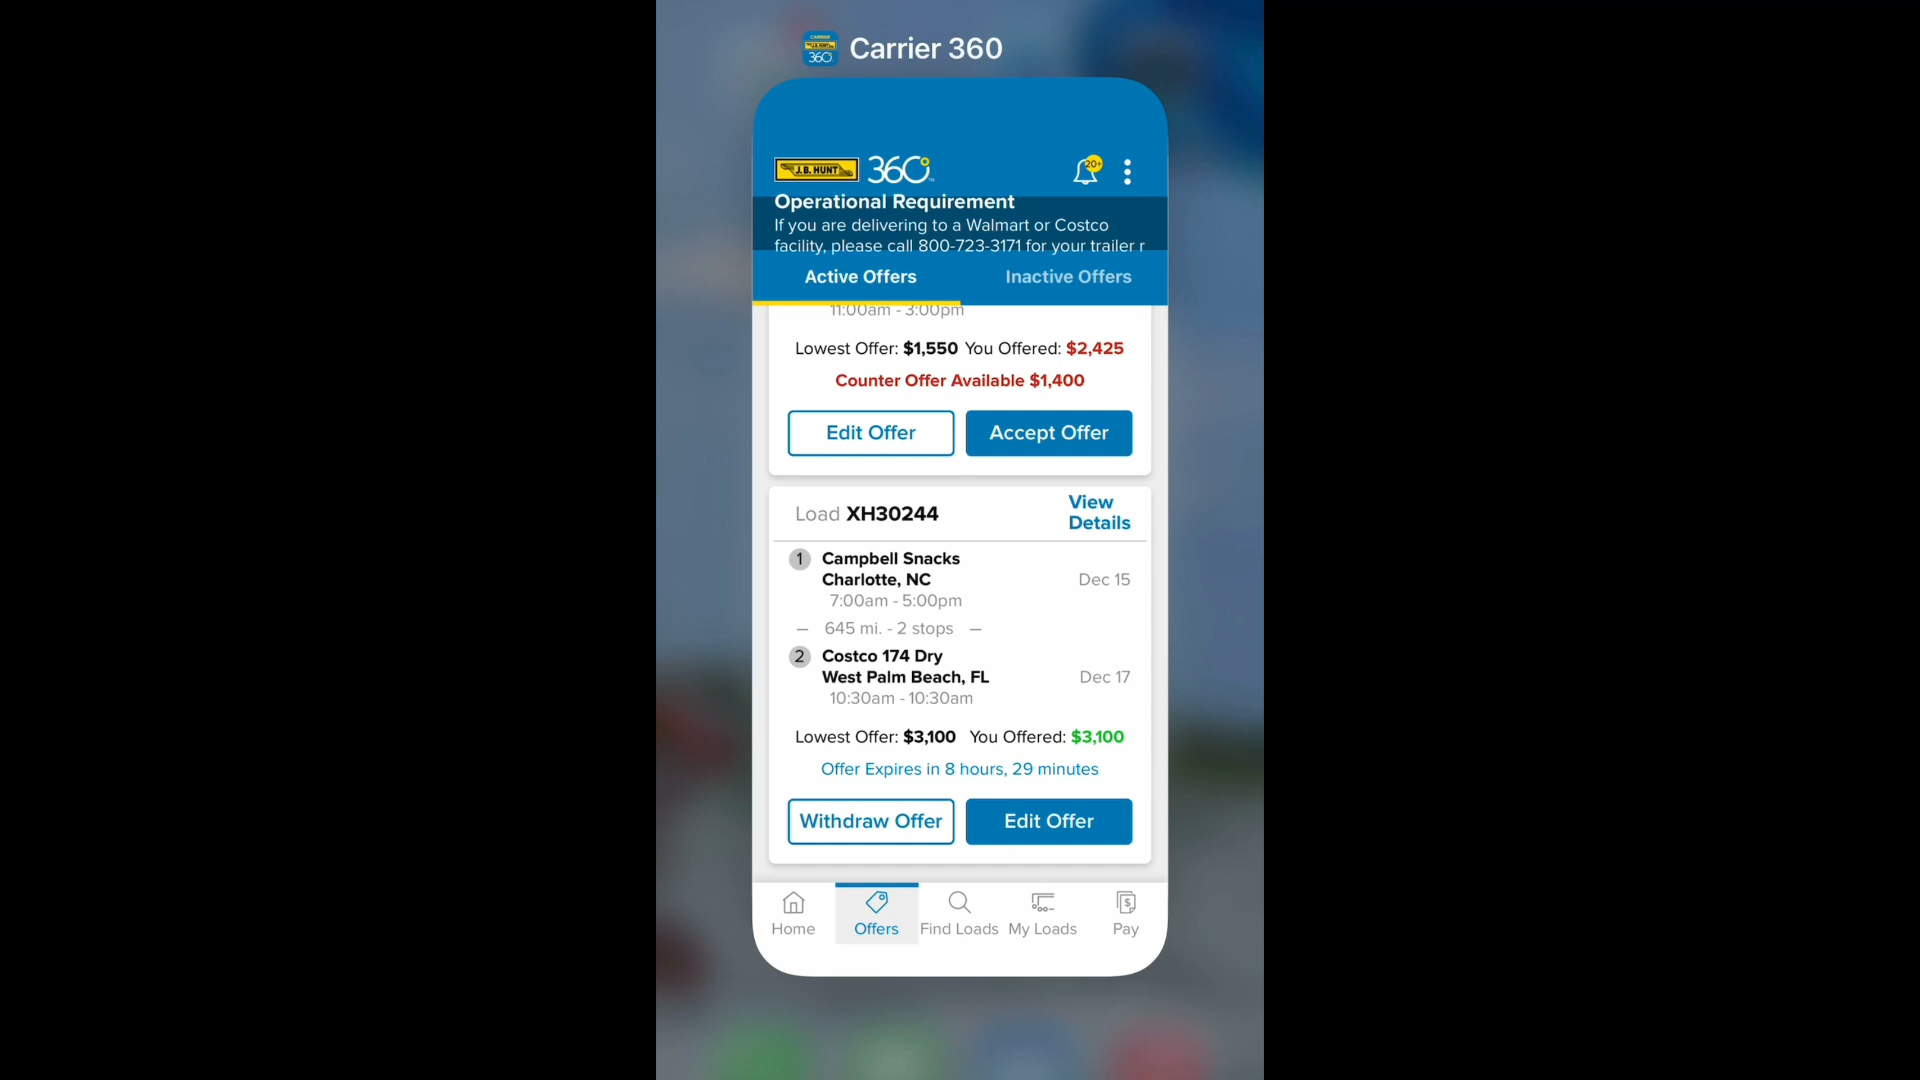 CARRIER
J.B. HUNT
360
Carrier 360
J.B. HUNT 360
20+
Operational Requirement
If you are delivering to a Walmart or Costco
facility, please call 800-723-3171 for your trailer r
Active Offers Inactive Offers
11:00am - 3:00pm
Lowest Offer: $1,550 You Offered: $2,425
Counter Offer Available $1,400
Edit Offer Accept Offer
Load XH30244 View Details
1 Campbell Snacks
Charlotte, NC Dec 15
7:00am - 5:00pm
— 645 mi. - 2 stops —
2 Costco 174 Dry
West Palm Beach, FL Dec 17
10:30am - 10:30am
Lowest Offer: $3,100 You Offered: $3,100
Offer Expires in 8 hours, 29 minutes
Withdraw Offer Edit Offer
Home Offers Find Loads My Loads Pay